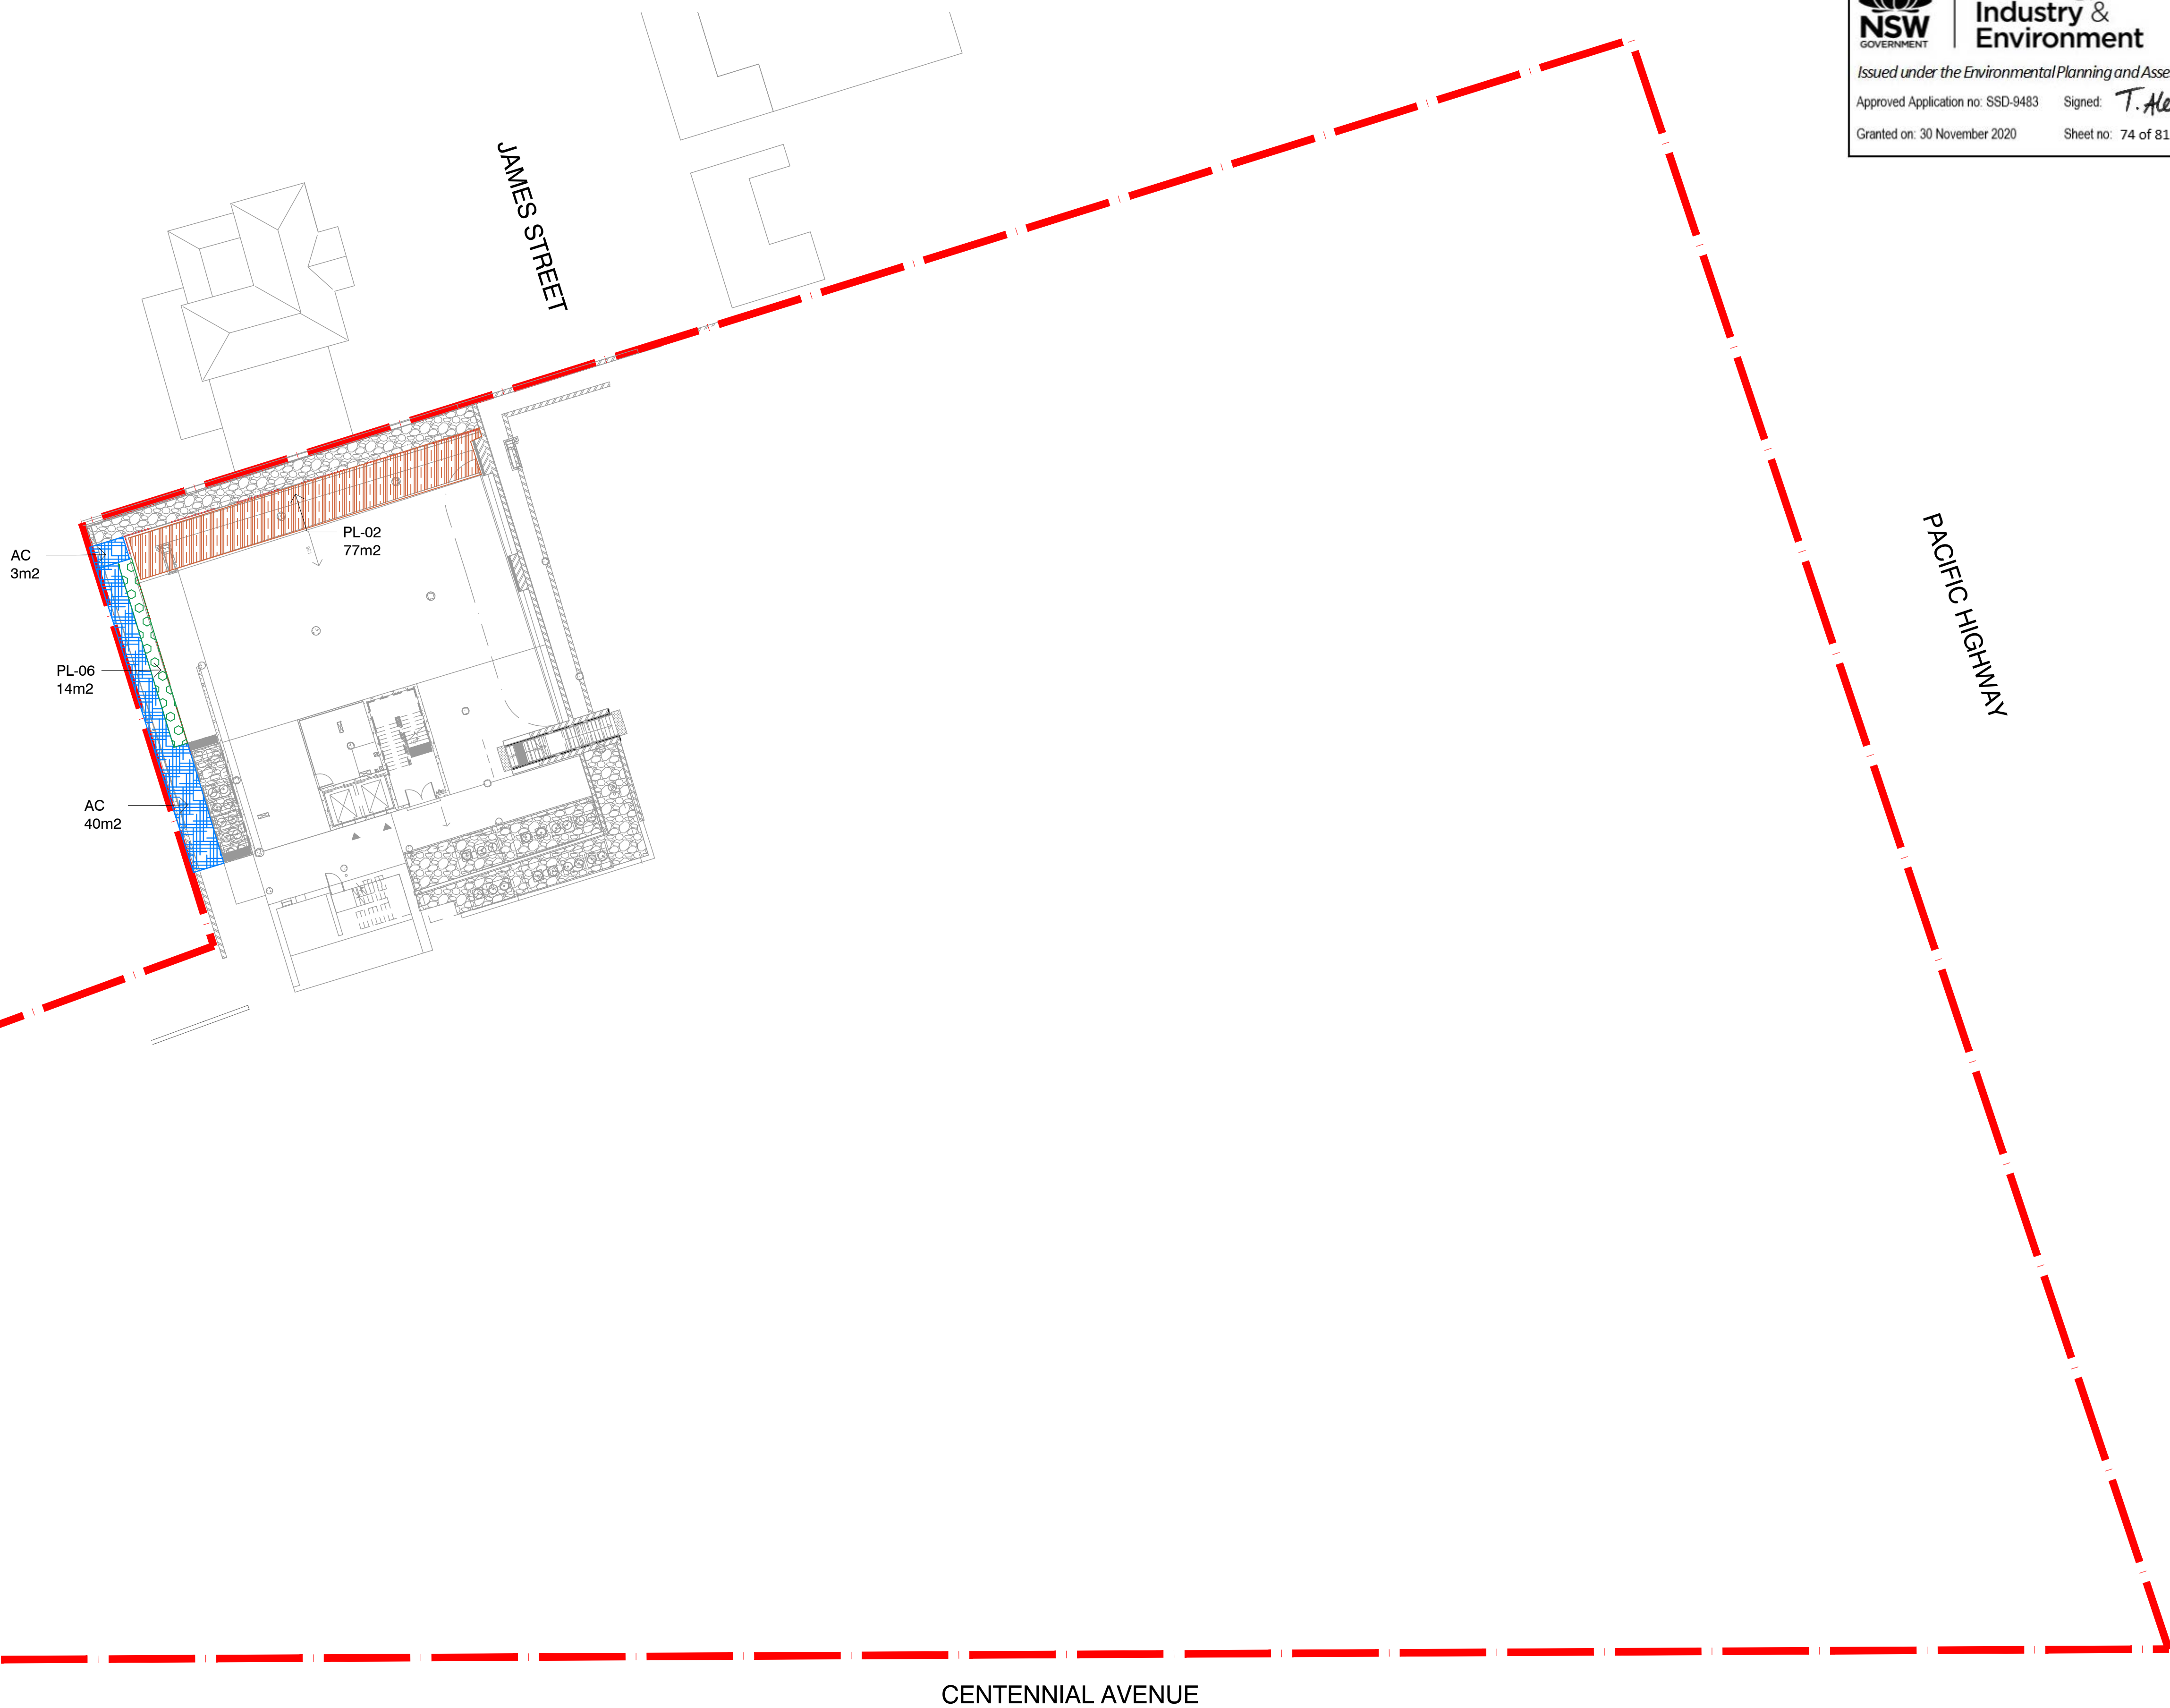 NSW
GOVERNMENT
Industry &
Environment
Issued under the Environmental Planning and Asse
Approved Application no: SSD-9483 Signed: T. Ale
Granted on: 30 November 2020 Sheet no: 74 of 81
JAMES STREET
PACIFIC HIGHWAY
PL-02
77m2
AC
3m2
PL-06
14m2
AC
40m2
CENTENNIAL AVENUE